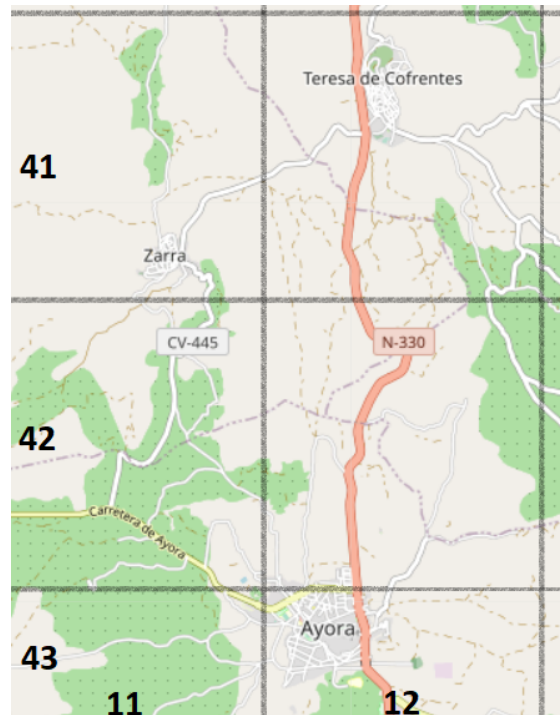 Teresa de Cofrentes
41
Zarra
CV-445
N-330
42
Carretera de Ayora
Ayora
43
11
12